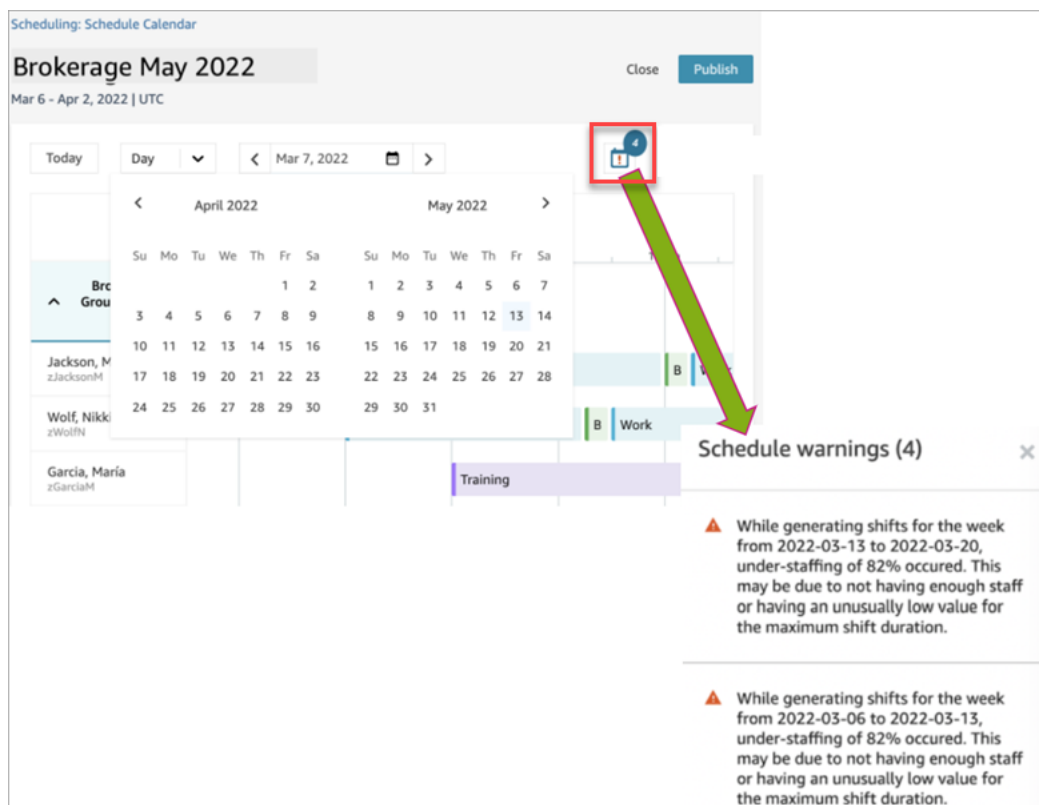 Scheduling: Schedule Calendar
Brokerage May 2022
Close
Publish
Mar 6 - Apr 2, 2022 | UTC
4
Today
Day
Mar 7, 2022
April 2022
May 2022
Su Mo Tu We Th Fr Sa
Su Mo Tu We Th Fr Sa
1 2
1 2 3 4 5 6 7
3 4 5 6 7 8 9
8 9 10 11 12 13 14
10 11 12 13 14 15 16
15 16 17 18 19 20 21
17 18 19 20 21 22 23
22 23 24 25 26 27 28
24 25 26 27 28 29 30
29 30 31
Bro
Grou
Jackson, M
zJacksonM
B
Wolf, Nikki
zWolfN
B Work
Garcia, María
zGarciaM
Training
Schedule warnings (4)
While generating shifts for the week
from 2022-03-13 to 2022-03-20,
under-staffing of 82% occured. This
may be due to not having enough staff
or having an unusually low value for
the maximum shift duration.
While generating shifts for the week
from 2022-03-06 to 2022-03-13,
under-staffing of 82% occured. This
may be due to not having enough staff
or having an unusually low value for
the maximum shift duration.